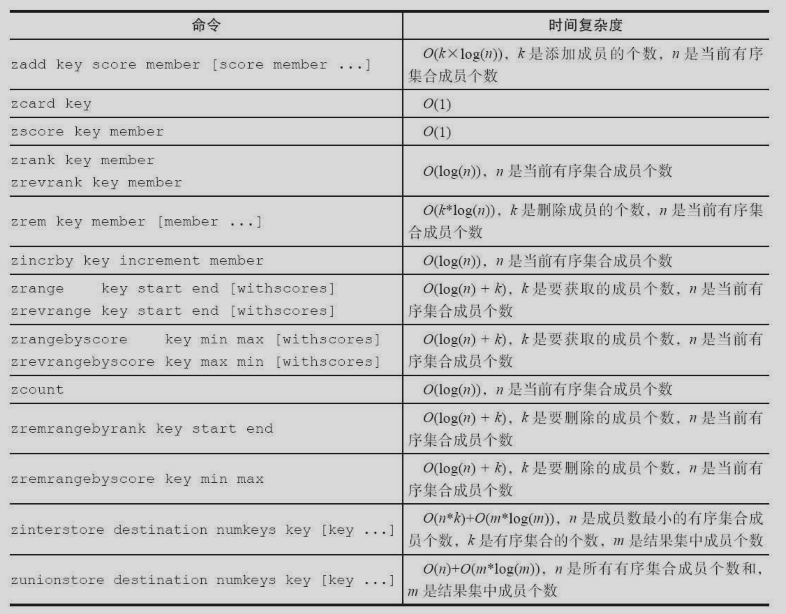 命令 时间复杂度
zadd key score member [score member ...] O(k×log(n)), k 是添加成员的个数, n 是当前有序
集合成员个数
zcard key O(1)
zscore key member O(1)
zrank key member
zrevrank key member
O(log(n)), n 是当前有序集合成员个数
zrem key member [member ...] O(k*log(n)), k 是删除成员的个数, n 是当前有序集
合成员个数
zincrby key increment member O(log(n)), n 是当前有序集合成员个数
zrange key start end [withscores] O(log(n) + k), k 是要获取的成员个数, n 是当前有
zrevrange key start end [withscores] 序集合成员个数
zrangebyscore key min max [withscores] O(log(n) + k), k 是要获取的成员个数, n 是当前有
zrevrangebyscore key max min [withscores] 序集合成员个数
zcount O(log(n)), n 是当前有序集合成员个数
zremrangebyrank key start end O(log(n) + k), k 是要删除的成员个数, n 是当前有
序集合成员个数
zremrangebyscore key min max O(log(n) + k), k 是要删除的成员个数, n 是当前有
序集合成员个数
zinterstore destination numkeys key [key ...] O(n*k)+O(m*log(m)), n 是成员数最小的有序集合成
员个数, k 是有序集合的个数, m 是结果集中成员个数
zunionstore destination numkeys key [key ...] O(n)+O(m*log(m)), n 是所有有序集合成员个数和,
m 是结果集中成员个数